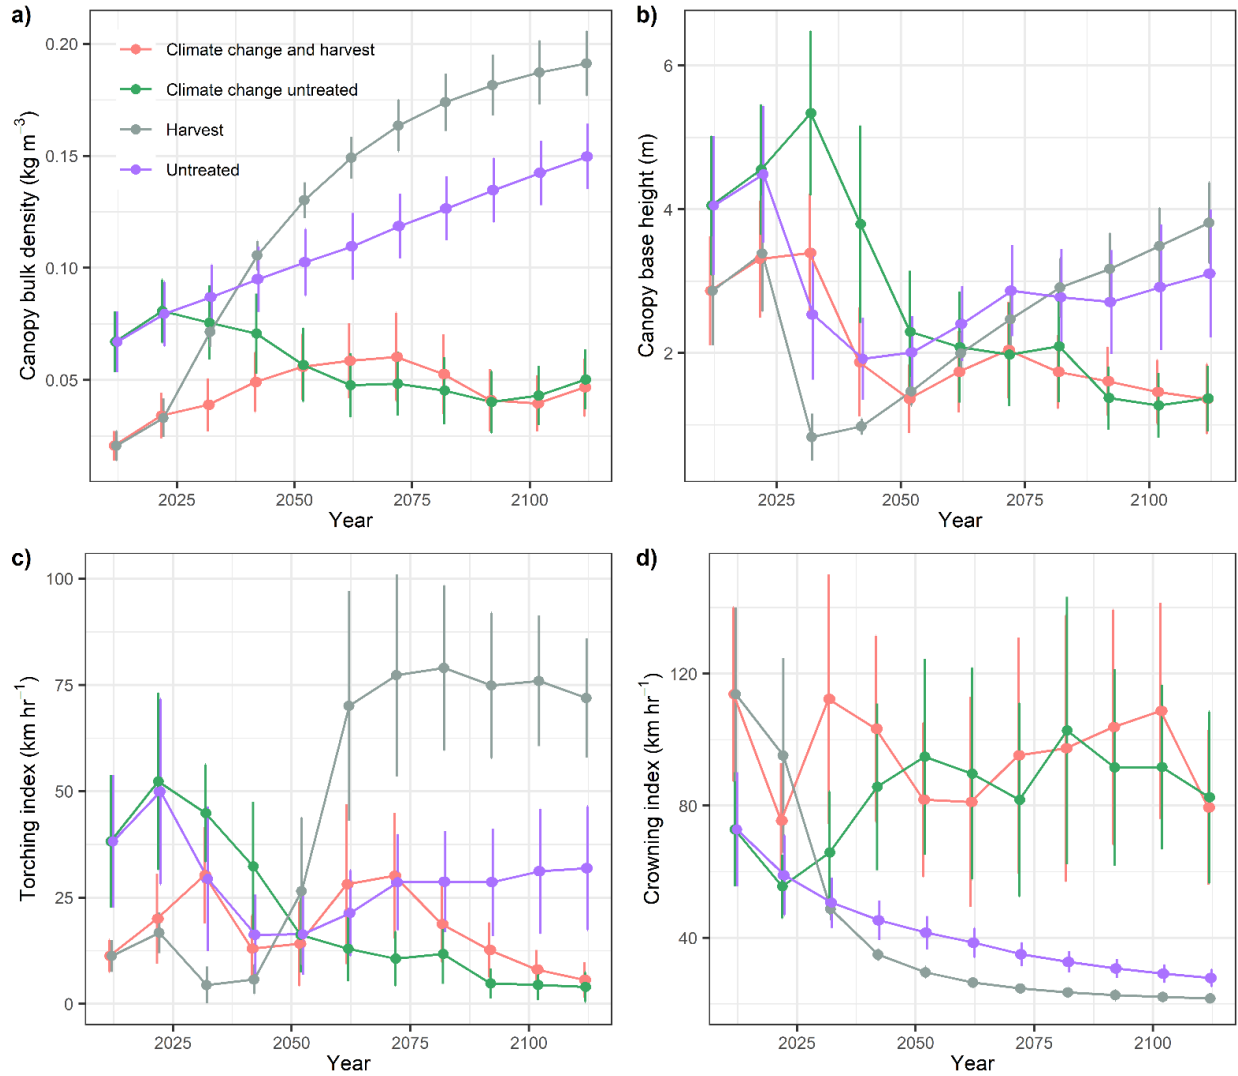 a)
Canopy bulk density (kg m⁻³)
0.20
0.15
0.10
0.05
Climate change and harvest
Climate change untreated
Harvest
Untreated
2025 2050 2075 2100
Year
b)
Canopy base height (m)
6
4
2
2025 2050 2075 2100
Year
c)
Torching index (km hr⁻¹)
100
75
50
25
0
2025 2050 2075 2100
Year
d)
Crowning index (km hr⁻¹)
120
80
40
2025 2050 2075 2100
Year